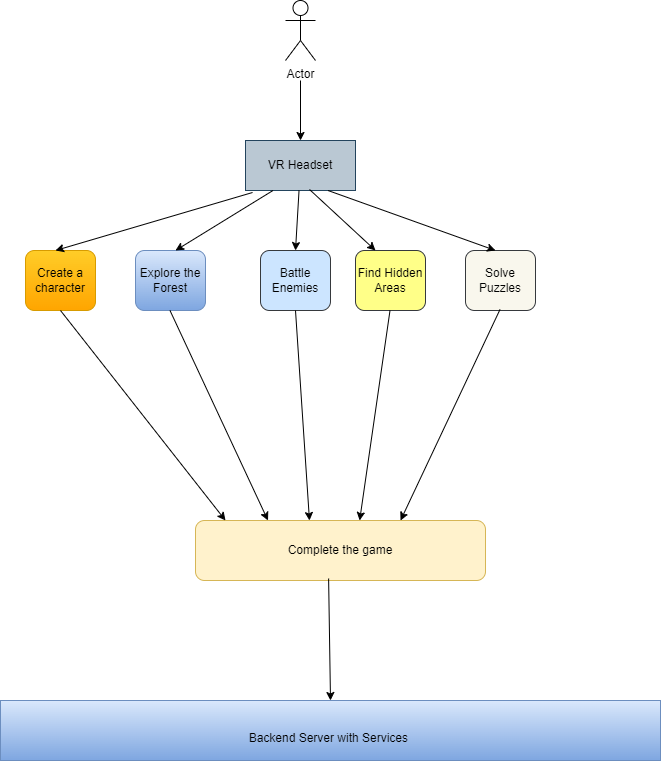 Actor
VR Headset
Create a
character
Explore the
Forest
Battle
Enemies
Find Hidden
Areas
Solve
Puzzles
Complete the game
Backend Server with Services